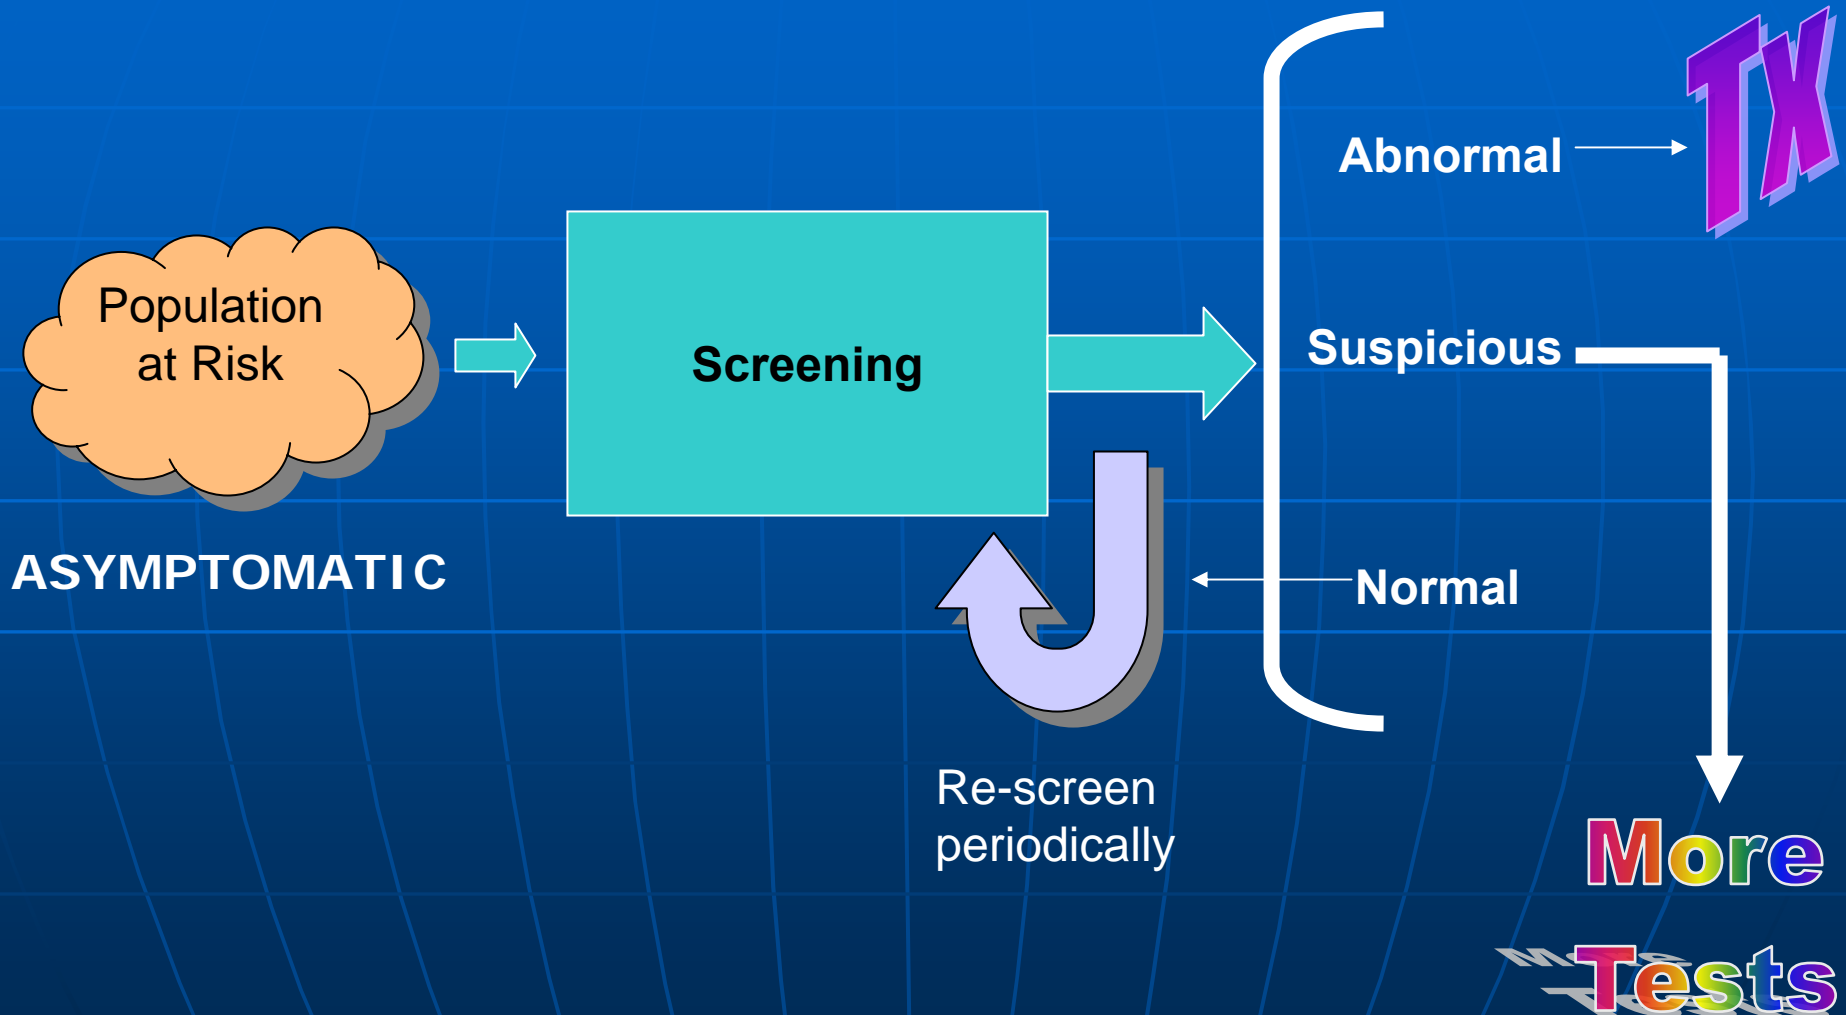 Population
at Risk
ASYMPTOMATIC
Screening
Re-screen
periodically
Abnormal
TX
Suspicious
Normal
More
Tests